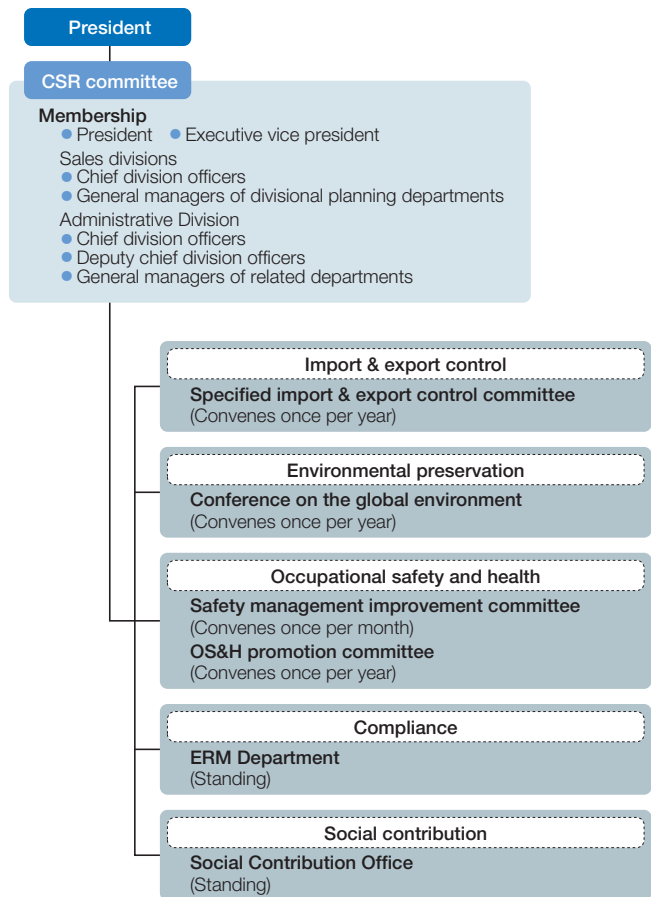 President
CSR committee
Membership
● President ● Executive vice president
Sales divisions
● Chief division officers
● General managers of divisional planning departments
Administrative Division
● Chief division officers
● Deputy chief division officers
● General managers of related departments
Import & export control
Specified import & export control committee
(Convenes once per year)
Environmental preservation
Conference on the global environment
(Convenes once per year)
Occupational safety and health
Safety management improvement committee
(Convenes once per month)
OS&H promotion committee
(Convenes once per year)
Compliance
ERM Department
(Standing)
Social contribution
Social Contribution Office
(Standing)